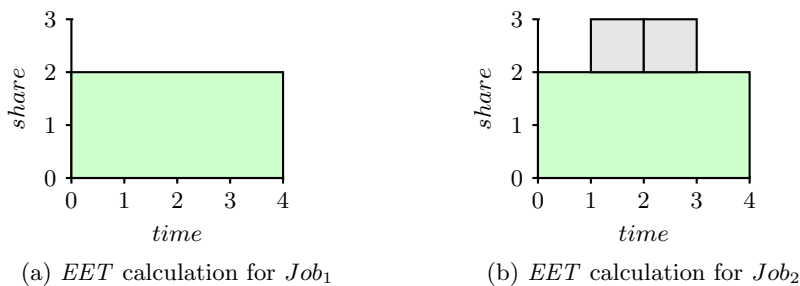 3
2
1
0
share
0 1 2 3 4
time
(a) EET calculation for Job1
3
2
1
0
share
0 1 2 3 4
time
(b) EET calculation for Job2